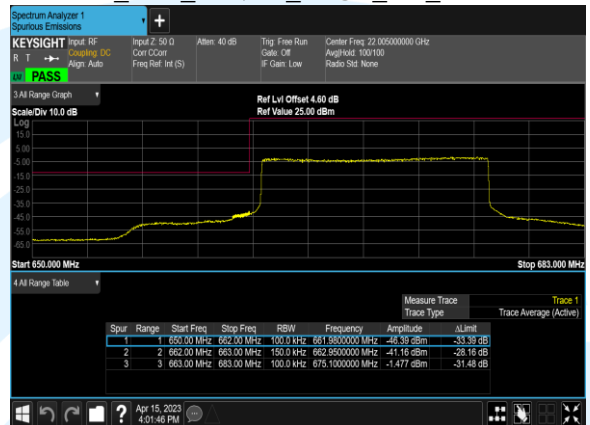 Spectrum Analyzer 1
Spurious Emissions
+
KEYSIGHT Input: RF Input Z: 50 Ω Atten: 40 dB Trig: Free Run Center Freq: 22.005000000 GHz
R T Coupling: DC Corr CCorr Gate: Off Avg|Hold: 100/100
Align: Auto Freq Ref: Int (S) IF Gain: Low Radio Std: None
PASS
3 All Range Graph
Ref Lvl Offset 4.60 dB
Scale/Div 10.0 dB Ref Value 25.00 dBm
Log
15.0
5.00
-5.00
-15.0
-25.0
-35.0
-45.0
-55.0
-65.0
Start 650.000 MHz Stop 683.000 MHz
4 All Range Table
Measure Trace Trace 1
Trace Type Trace Average (Active)
Spur Range Start Freq Stop Freq RBW Frequency Amplitude ΔLimit
1 1 650.00 MHz 662.00 MHz 100.0 kHz 661.9800000 MHz -46.39 dBm -33.39 dB
2 2 662.00 MHz 663.00 MHz 150.0 kHz 662.9500000 MHz -41.16 dBm -28.16 dB
3 3 663.00 MHz 683.00 MHz 100.0 kHz 675.1000000 MHz -1.477 dBm -31.48 dB
? Apr 15, 2023
4:01:46 PM